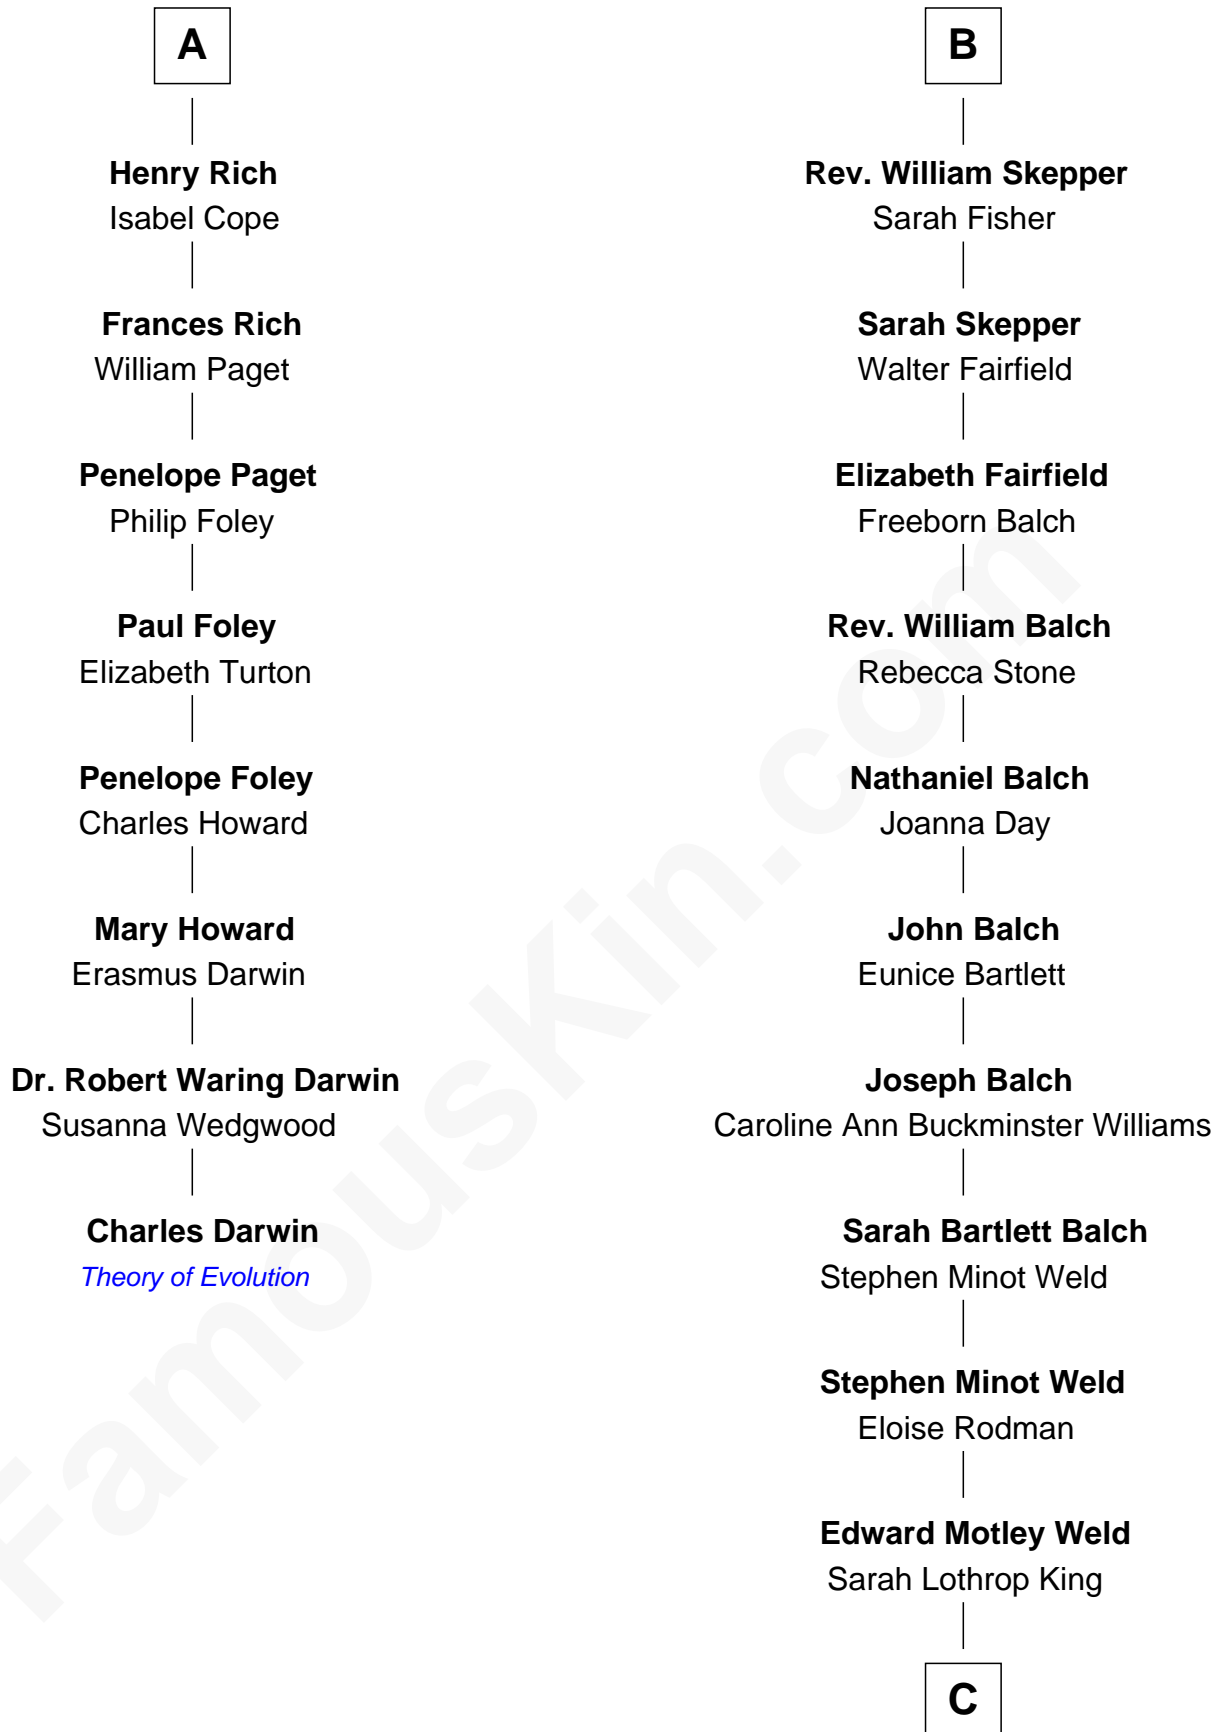 A
Henry Rich
Isabel Cope
Frances Rich
William Paget
Penelope Paget
Philip Foley
Paul Foley
Elizabeth Turton
Penelope Foley
Charles Howard
Mary Howard
Erasmus Darwin
Dr. Robert Waring Darwin
Susanna Wedgwood
Charles Darwin
Theory of Evolution
B
Rev. William Skepper
Sarah Fisher
Sarah Skepper
Walter Fairfield
Elizabeth Fairfield
Freeborn Balch
Rev. William Balch
Rebecca Stone
Nathaniel Balch
Joanna Day
John Balch
Eunice Bartlett
Joseph Balch
Caroline Ann Buckminster Williams
Sarah Bartlett Balch
Stephen Minot Weld
Stephen Minot Weld
Eloise Rodman
Edward Motley Weld
Sarah Lothrop King
C
FamousKin.com